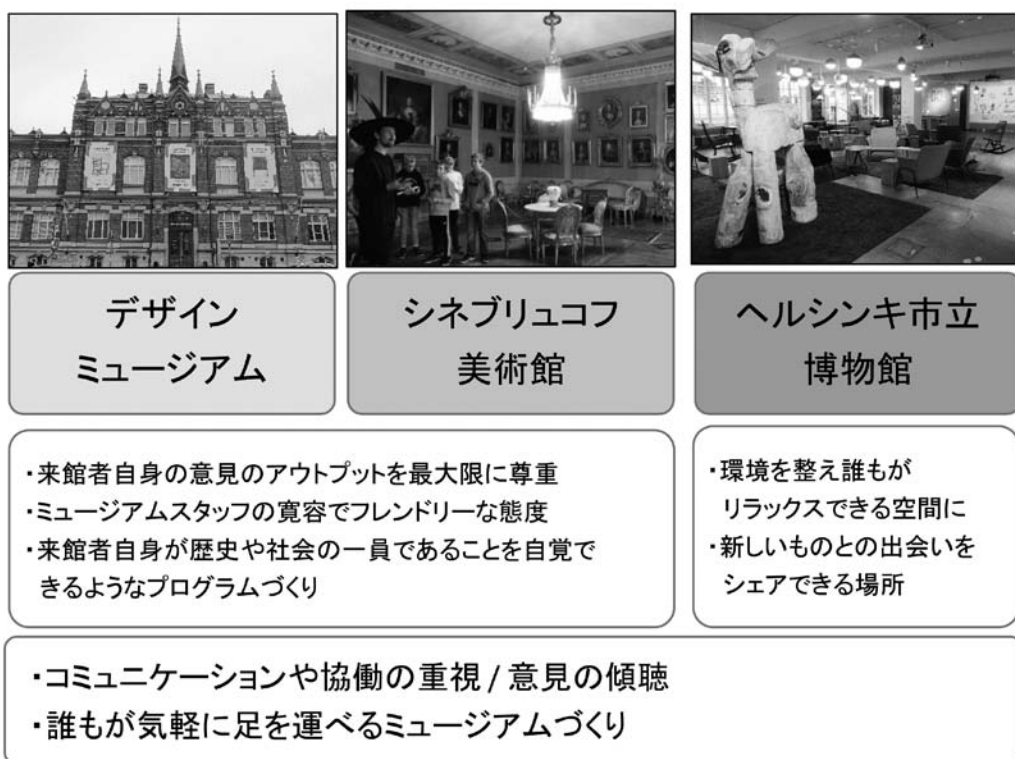 デザイン
ミュージアム
シネブリュコフ
美術館
ヘルシンキ市立
博物館
・来館者自身の意見のアウトプットを最大限に尊重
・ミュージアムスタッフの寛容でフレンドリーな態度
・来館者自身が歴史や社会の一員であることを自覚で
きるようなプログラムづくり
・環境を整え誰もが
リラックスできる空間に
・新しいものとの出会いを
シェアできる場所
・コミュニケーションや協働の重視 / 意見の傾聴
・誰もが気軽に足を運べるミュージアムづくり